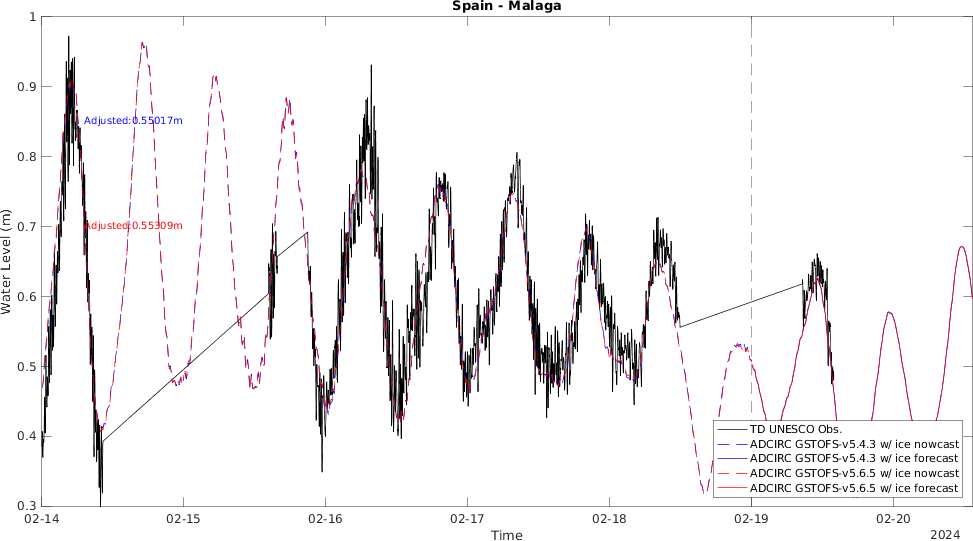 Spain - Malaga
1
0.9
0.8
0.7
0.6
0.5
0.4
0.3
Water Level (m)
Adjusted:0.55017m
Adjusted:0.55309m
TD UNESCO Obs.
ADCIRC GSTOFS-v5.4.3 w/ ice nowcast
ADCIRC GSTOFS-v5.4.3 w/ ice forecast
ADCIRC GSTOFS-v5.6.5 w/ ice nowcast
ADCIRC GSTOFS-v5.6.5 w/ ice forecast
02-14 02-15 02-16 02-17 02-18 02-19 02-20
Time
2024